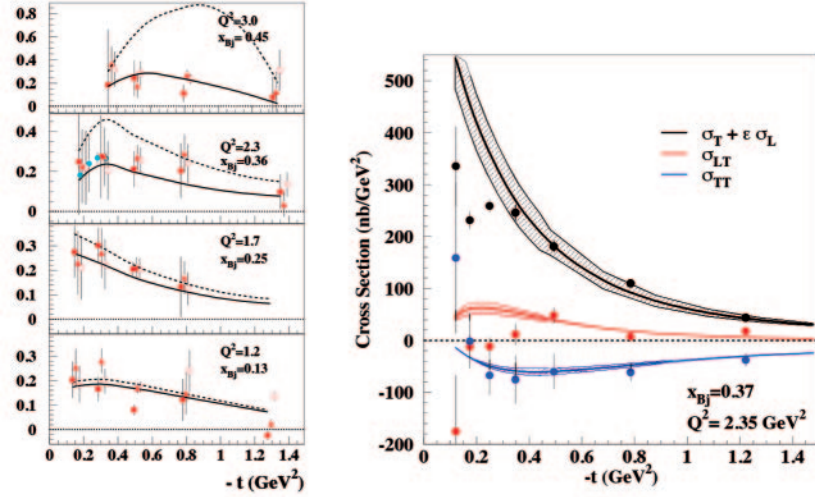 Q²=3.0
x_Bj = 0.45
0.8
0.6
0.4
0.2
0
Q²=2.3
x_Bj = 0.36
0.4
0.2
0
Q²=1.7
x_Bj = 0.25
0.3
0.2
0.1
0
Q²=1.2
x_Bj = 0.13
0.3
0.2
0.1
0
0 0.2 0.4 0.6 0.8 1 1.2 1.4
- t (GeV²)
Cross Section (nb/GeV²)
500
400
300
200
100
0
-100
-200
σ_T + ε σ_L
σ_LT
σ_TT
x_Bj=0.37
Q²= 2.35 GeV²
0 0.2 0.4 0.6 0.8 1 1.2 1.4
-t (GeV²)